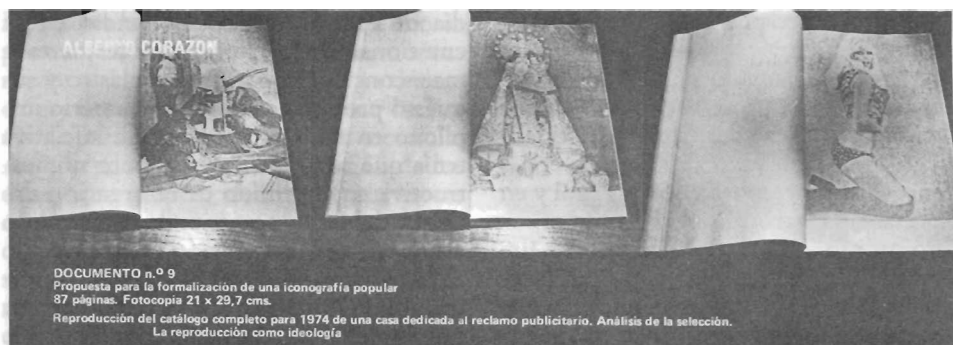 ALBERTO CORAZON
DOCUMENTO n.º 9
Propuesta para la formalización de una iconografía popular
87 páginas. Fotocopia 21 x 29,7 cms.
Reproducción del catálogo completo para 1974 de una casa dedicada al reclamo publicitario. Análisis de la selección.
La reproducción como ideología